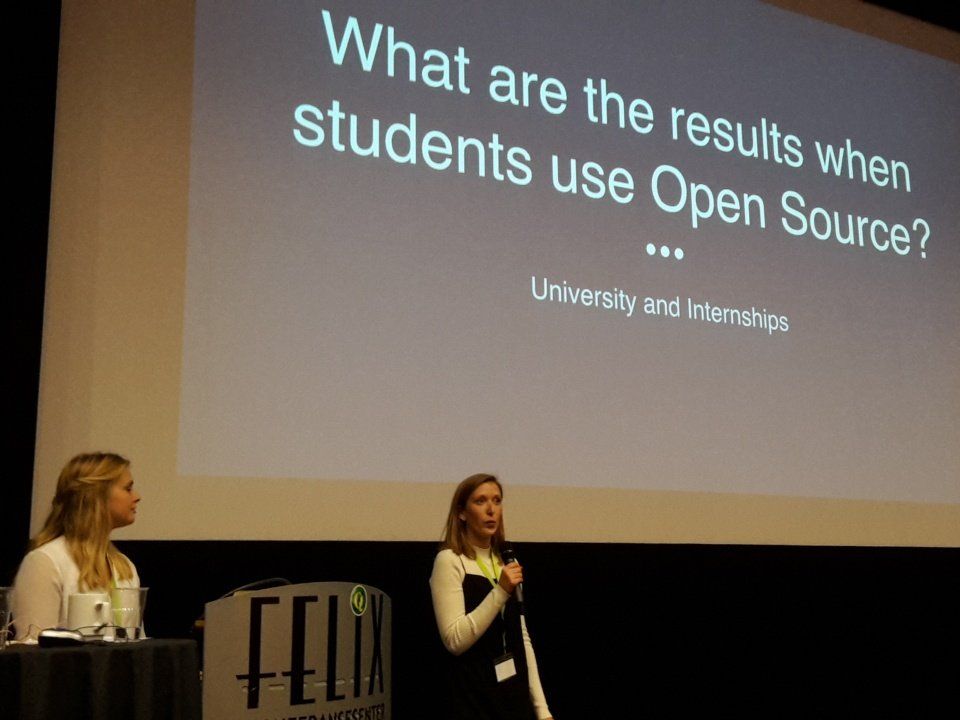 What are the results when
students use Open Source?
University and Internships
FELIX